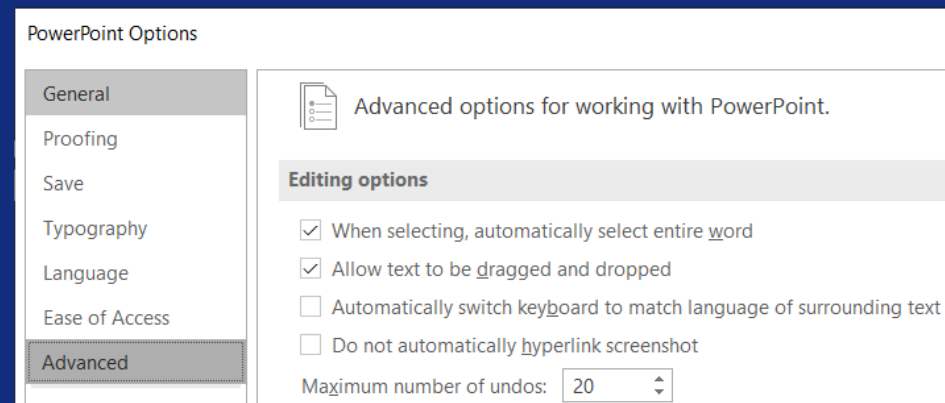 PowerPoint Options
General
Proofing
Save
Typography
Language
Ease of Access
Advanced
Advanced options for working with PowerPoint.
Editing options
When selecting, automatically select entire word
Allow text to be dragged and dropped
Automatically switch keyboard to match language of surrounding text
Do not automatically hyperlink screenshot
Maximum number of undos: 20